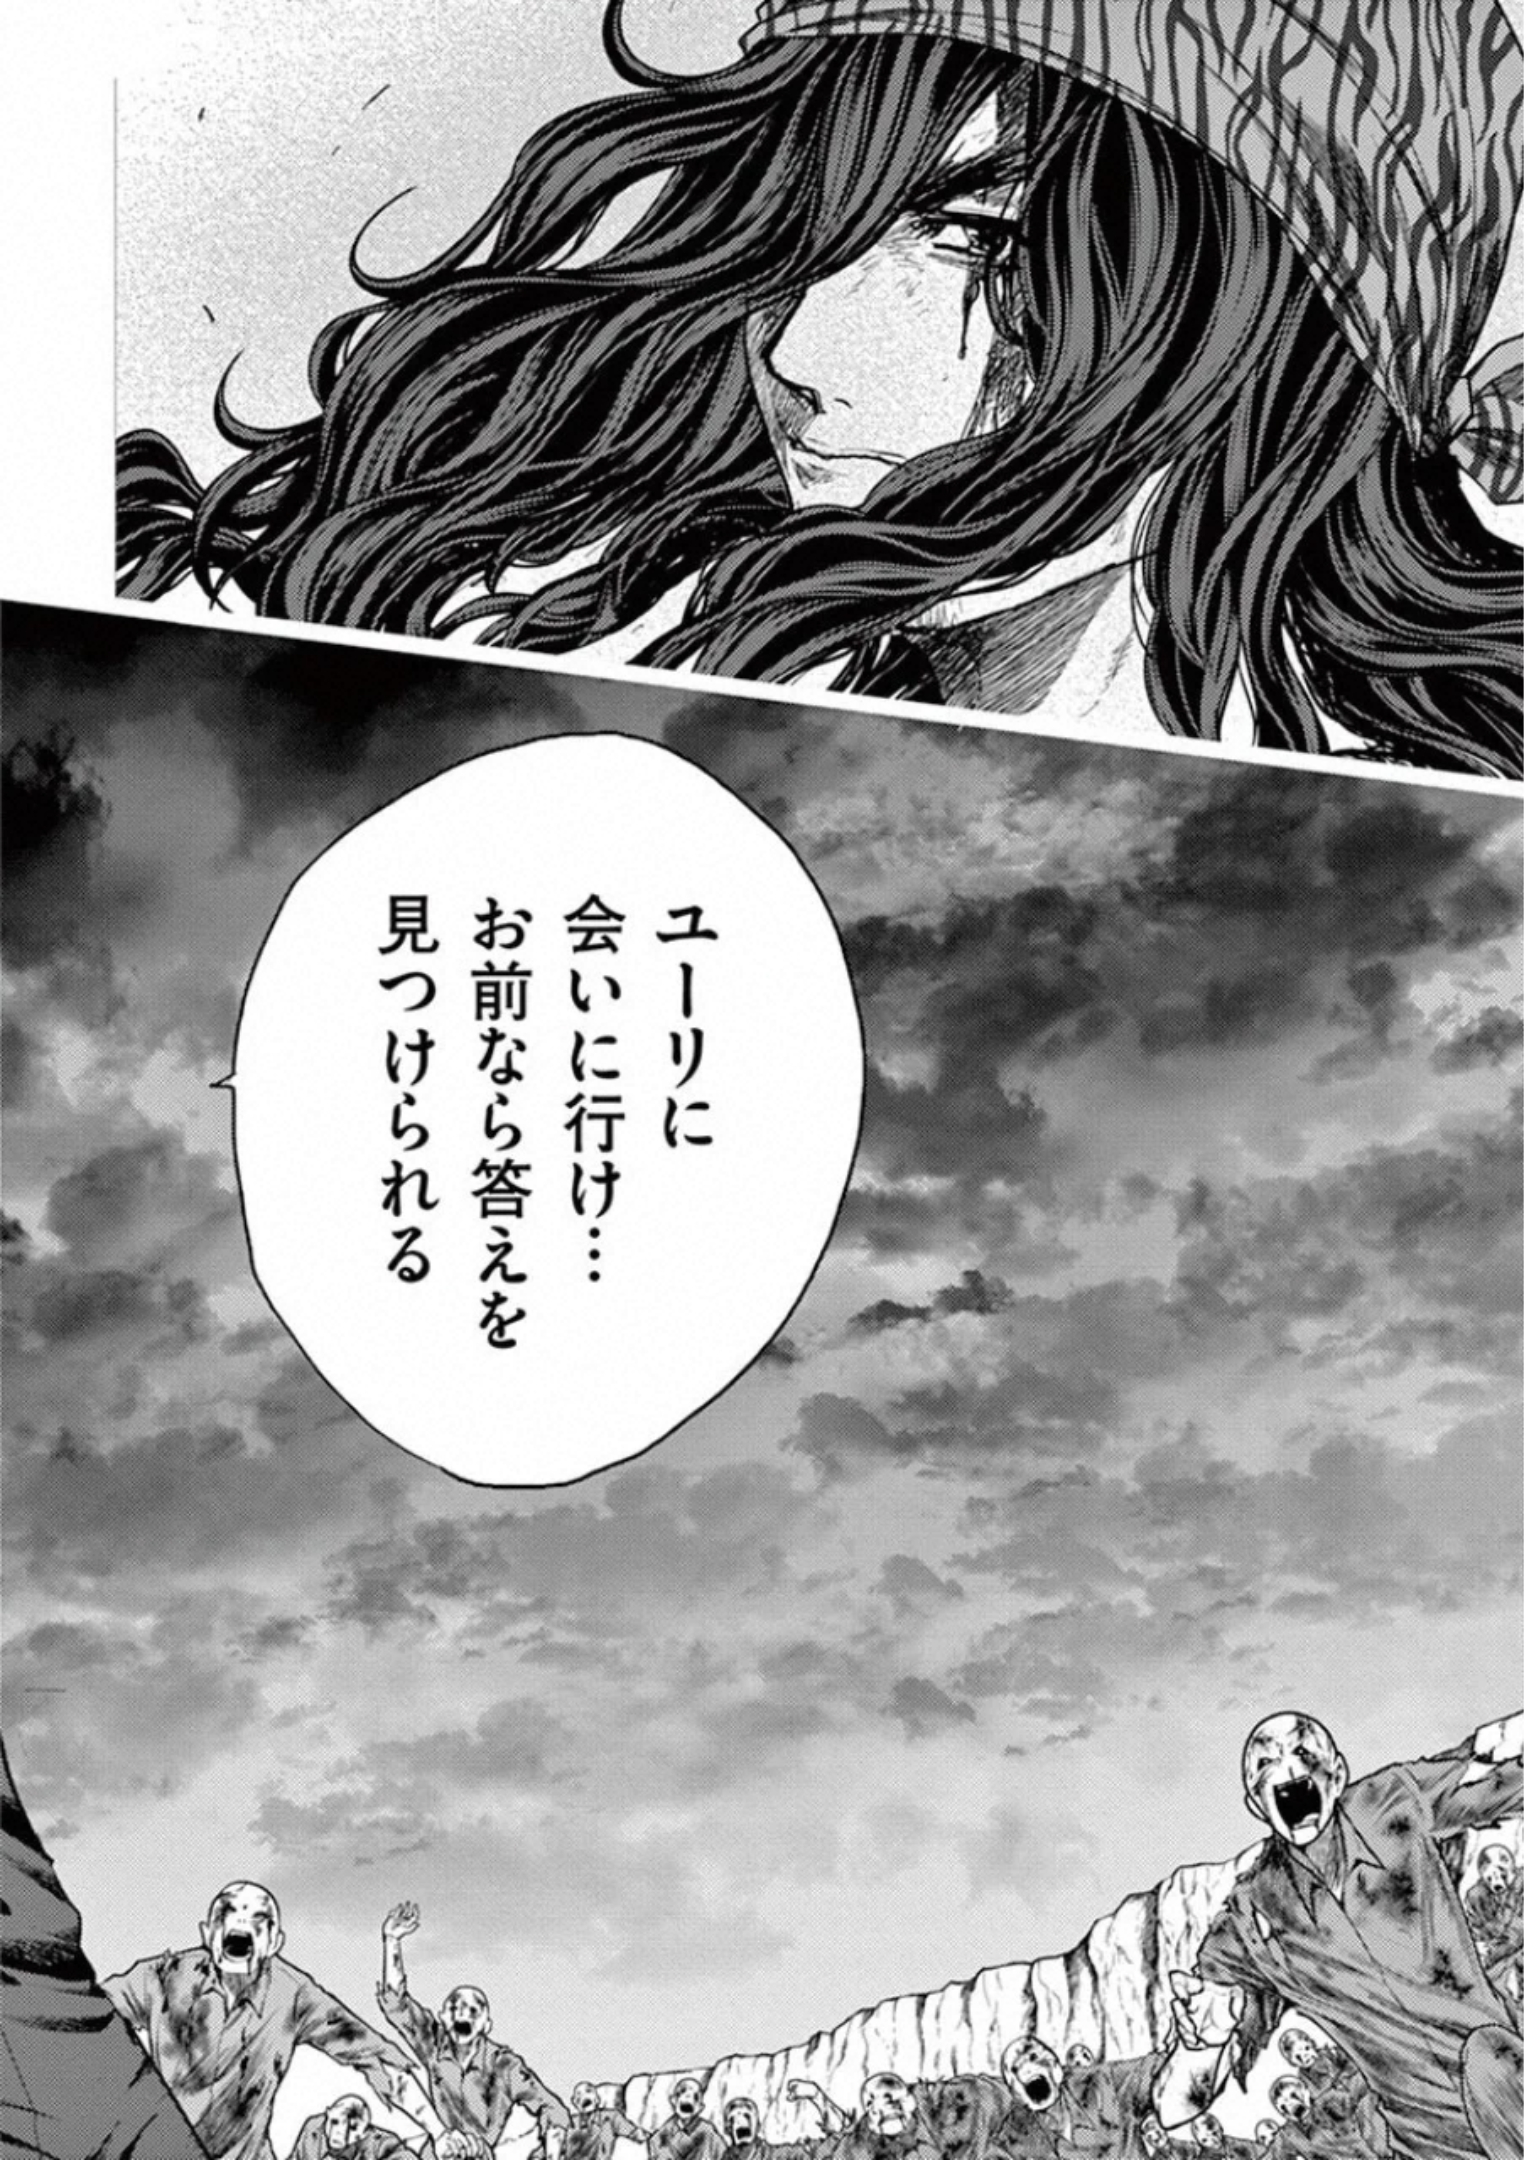 ユーリに
会いに行け…
お前なら答えを
見つけられる